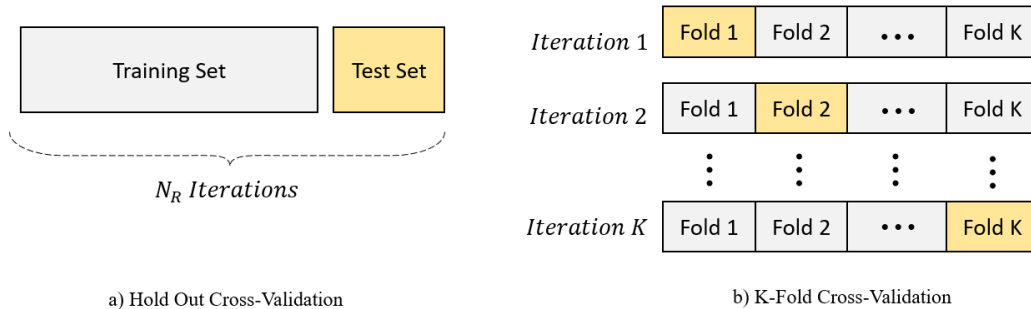 Training Set Test Set
N_R Iterations
a) Hold Out Cross-Validation
Iteration 1 Fold 1 Fold 2 ••• Fold K
Iteration 2 Fold 1 Fold 2 ••• Fold K
Iteration K Fold 1 Fold 2 ••• Fold K
b) K-Fold Cross-Validation